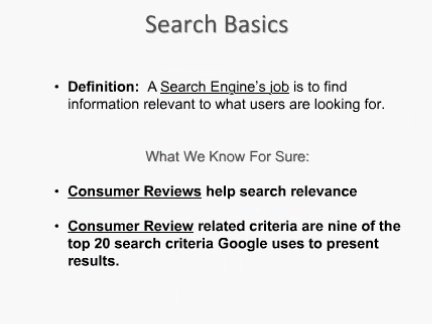 Search Basics
• Definition: A Search Engine's job is to find
information relevant to what users are looking for.
What We Know For Sure:
• Consumer Reviews help search relevance
• Consumer Review related criteria are nine of the
top 20 search criteria Google uses to present
results.